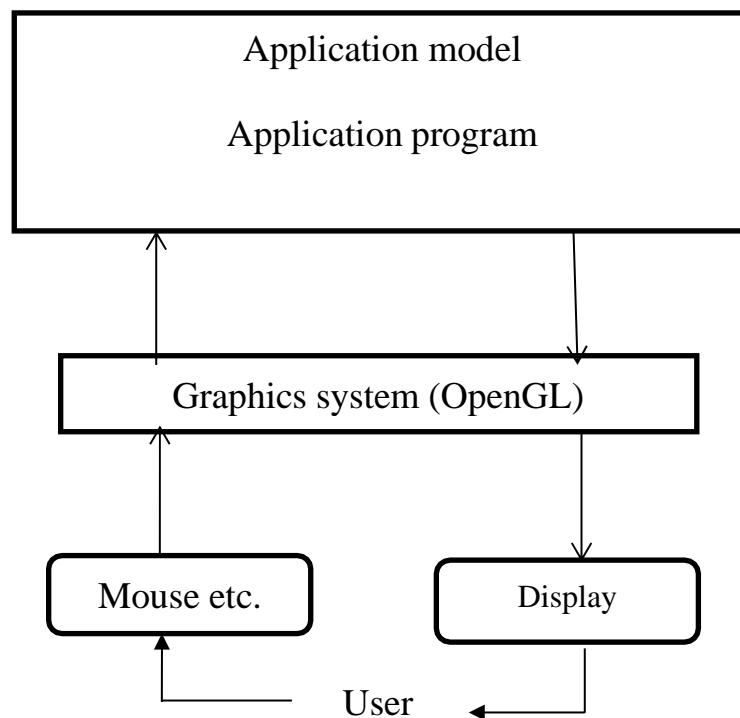 Application model
Application program
Graphics system (OpenGL)
Mouse etc.
Display
User